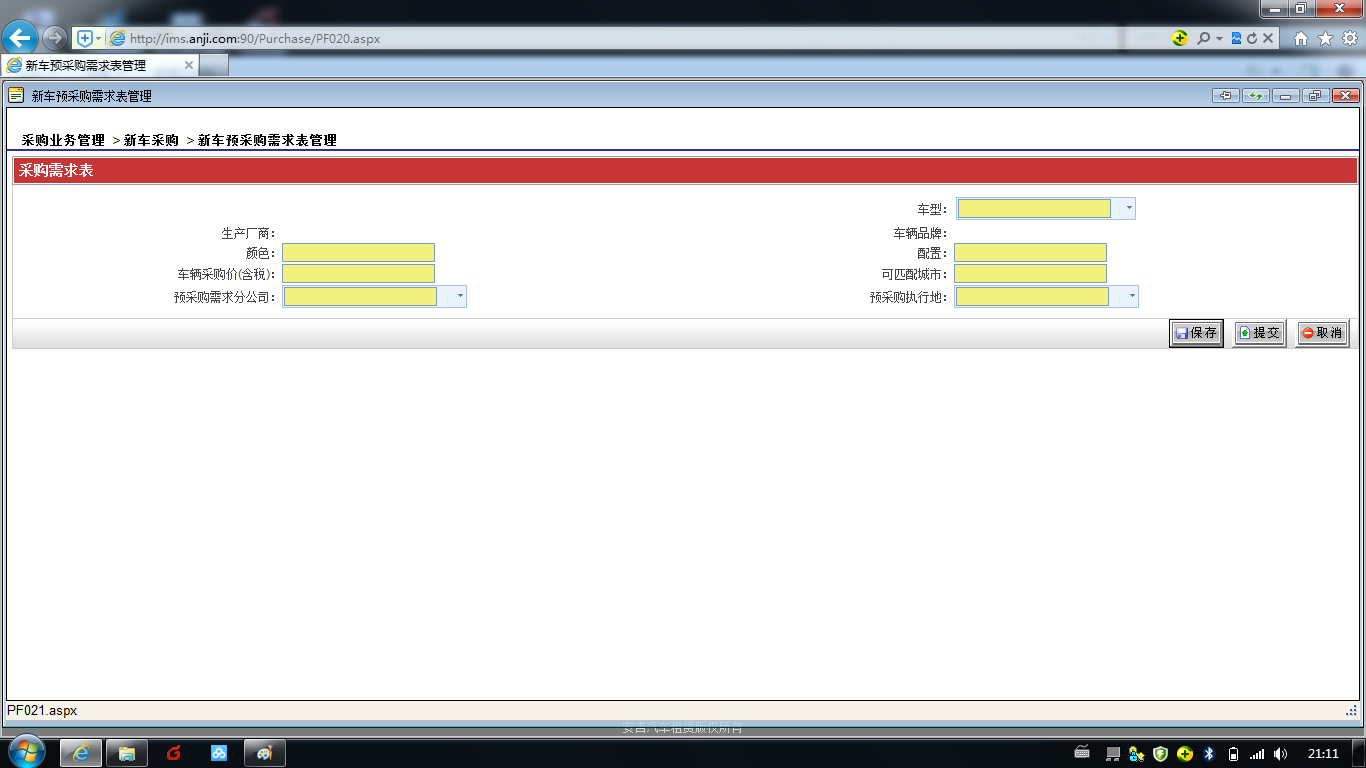 http://ims.anji.com:90/Purchase/PF020.aspx
新车预采购需求表管理
新车预采购需求表管理
采购业务管理 >新车采购 >新车预采购需求表管理
采购需求表
车型：
生产厂商： 车辆品牌：
颜色： 配置：
车辆采购价(含税)： 可匹配城市：
预采购需求分公司： 预采购执行地：
保存 提交 取消
PF021.aspx
安吉汽车租赁版权所有
21:11